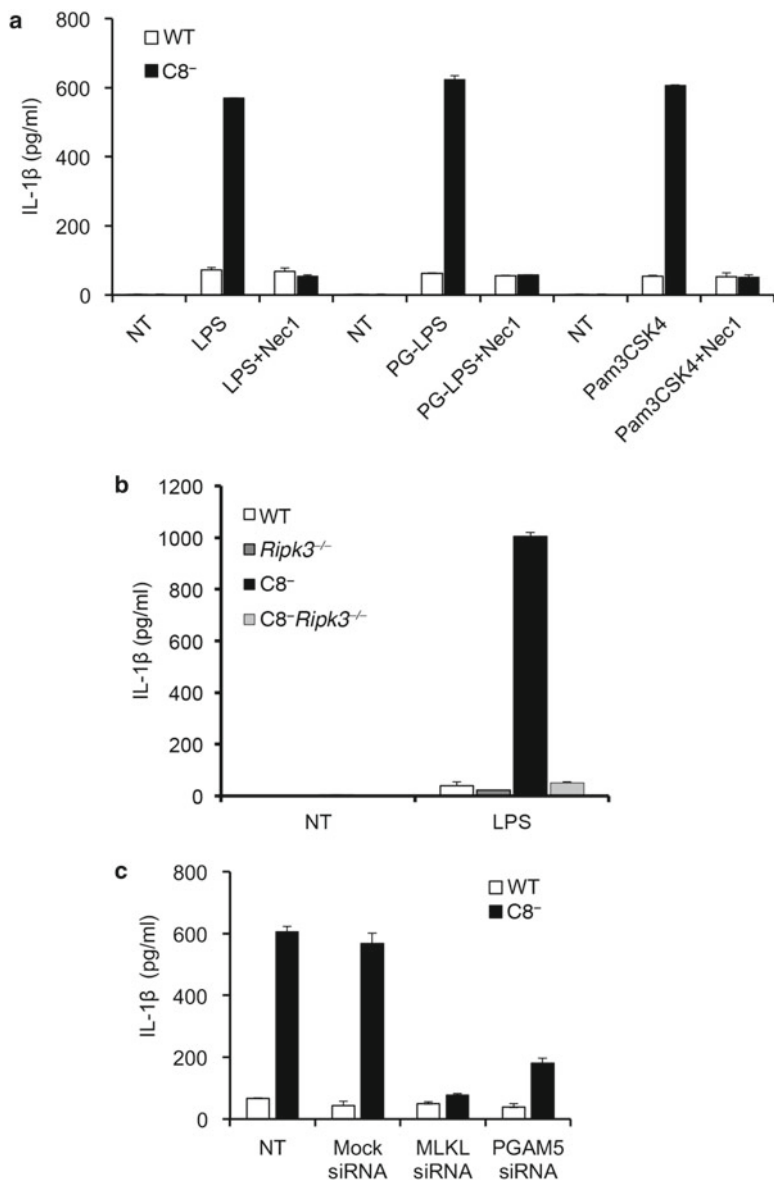 a
800
600
400
200
0
IL-1β (pg/ml)
WT
C8⁻
NT
LPS
LPS+Nec1
NT
PG-LPS
PG-LPS+Nec1
NT
Pam3CSK4
Pam3CSK4+Nec1
b
1200
1000
800
600
400
200
0
IL-1β (pg/ml)
WT
Ripk3⁻/⁻
C8⁻
C8⁻Ripk3⁻/⁻
NT
LPS
c
800
600
400
200
0
IL-1β (pg/ml)
WT
C8⁻
NT
Mock
siRNA
MLKL
siRNA
PGAM5
siRNA